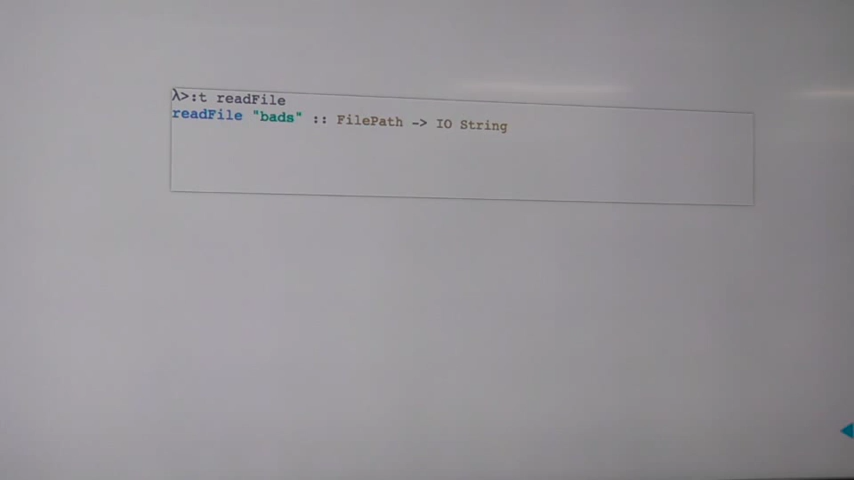 λ>:t readFile
readFile "bads" :: FilePath -> IO String